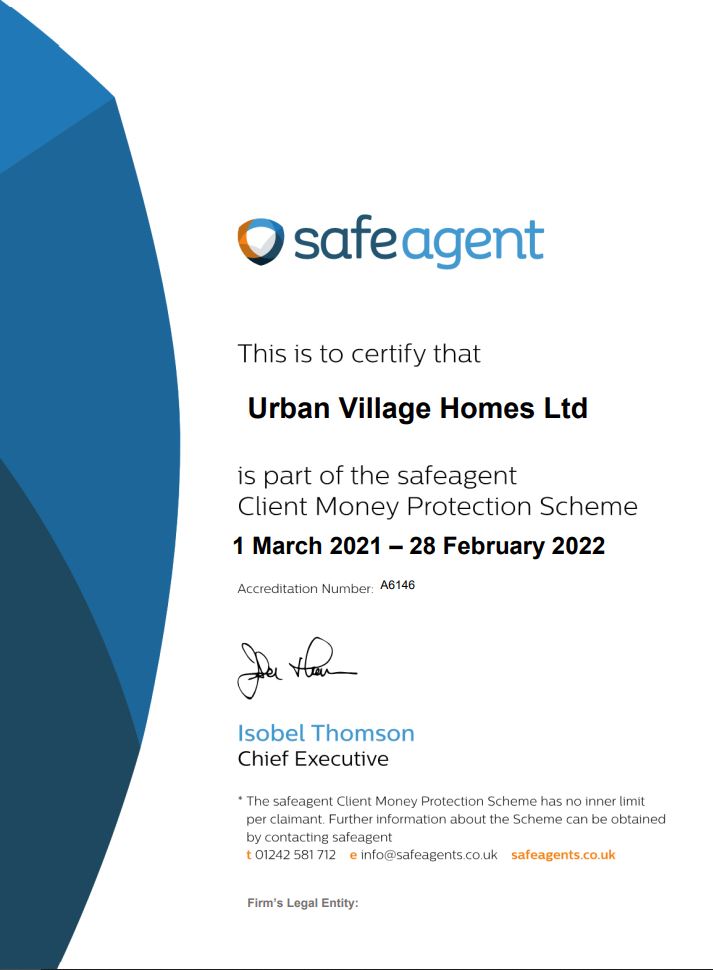 safeagent
This is to certify that
Urban Village Homes Ltd
is part of the safeagent
Client Money Protection Scheme
1 March 2021 – 28 February 2022
Accreditation Number: A6146
Isobel Thomson
Chief Executive
* The safeagent Client Money Protection Scheme has no inner limit
per claimant. Further information about the Scheme can be obtained
by contacting safeagent
t 01242 581 712 e info@safeagents.co.uk safeagents.co.uk
Firm's Legal Entity: